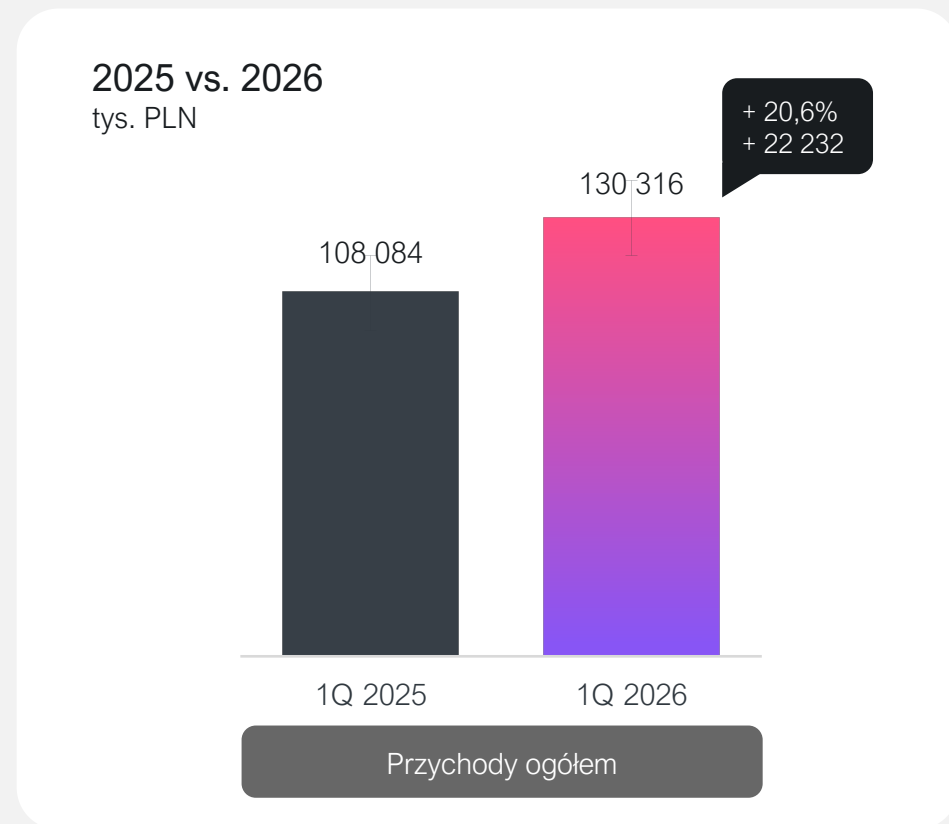 2025 vs. 2026
tys. PLN
+ 20,6%
+ 22 232
130 316
108 084
1Q 2025
1Q 2026
Przychody ogółem